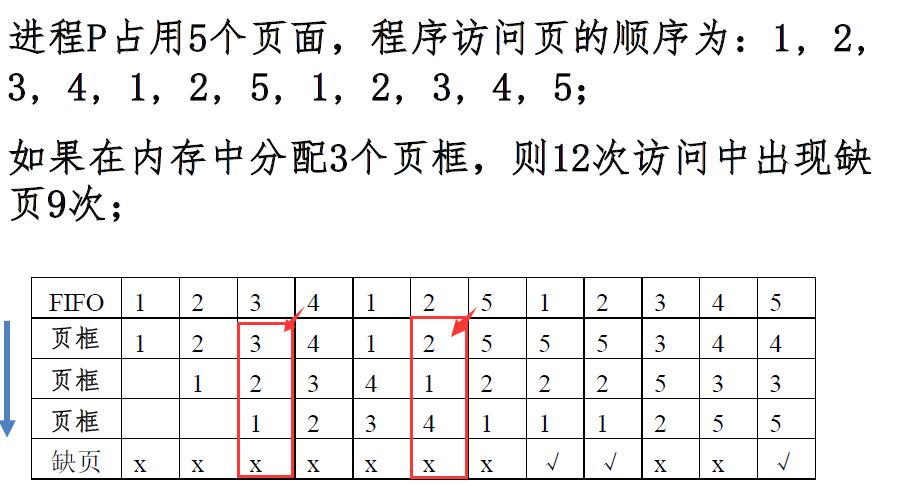 进程P占用5个页面，程序访问页的顺序为：1，2，
3，4，1，2，5，1，2，3，4，5；
如果在内存中分配3个页框，则12次访问中出现缺
页9次；
FIFO 1 2 3 4 1 2 5 1 2 3 4 5
页框 1 2 3 4 1 2 5 5 5 3 4 4
页框 1 2 3 4 1 2 2 2 5 3 3
页框 1 2 3 4 1 1 1 2 5 5
缺页 x x x x x x x √ √ x x √